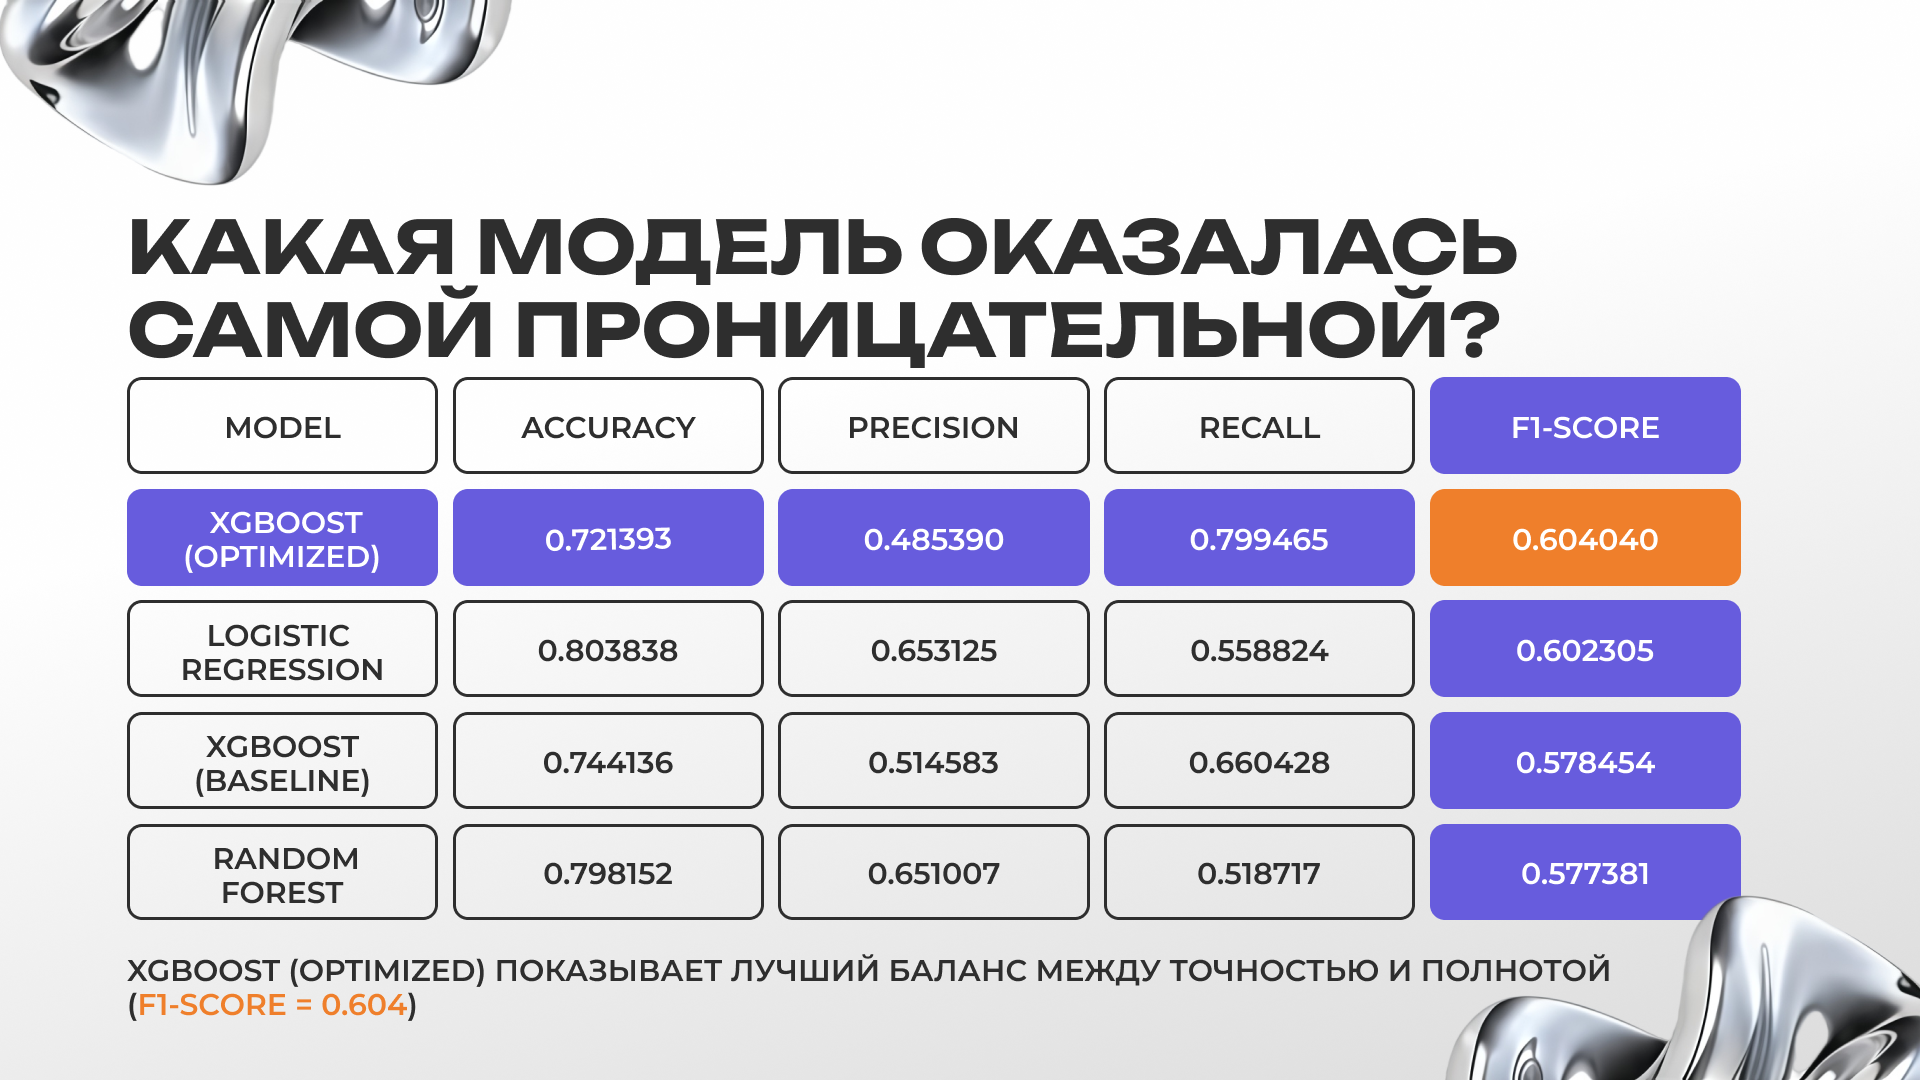 КАКАЯ МОДЕЛЬ ОКАЗАЛАСЬ
САМОЙ ПРОНИЦАТЕЛЬНОЙ?
MODEL ACCURACY PRECISION RECALL F1-SCORE
XGBOOST
(OPTIMIZED) 0.721393 0.485390 0.799465 0.604040
LOGISTIC
REGRESSION 0.803838 0.653125 0.558824 0.602305
XGBOOST
(BASELINE) 0.744136 0.514583 0.660428 0.578454
RANDOM
FOREST 0.798152 0.651007 0.518717 0.577381
XGBOOST (OPTIMIZED) ПОКАЗЫВАЕТ ЛУЧШИЙ БАЛАНС МЕЖДУ ТОЧНОСТЬЮ И ПОЛНОТОЙ
(F1-SCORE = 0.604)